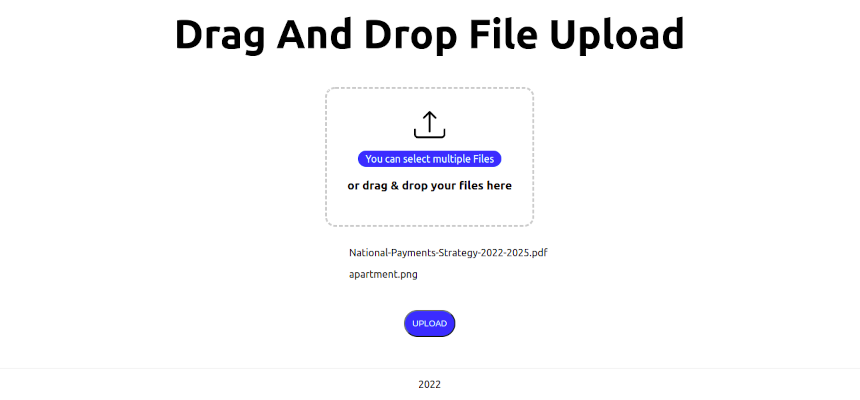 Drag And Drop File Upload
You can select multiple Files
or drag & drop your files here
National-Payments-Strategy-2022-2025.pdf
apartment.png
UPLOAD
2022